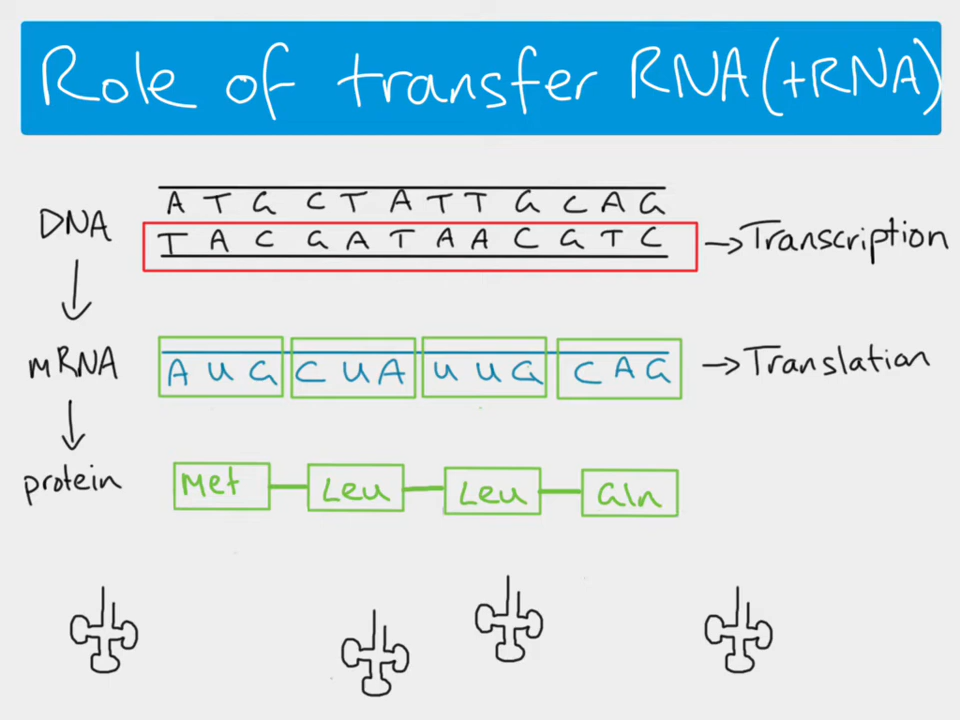 Role of transfer RNA (tRNA)
A T G C T A T T G C A G
DNA
T A C G A T A A C G T C → Transcription
mRNA A U G C U A U U G C A G → Translation
protein Met Leu Leu Gln